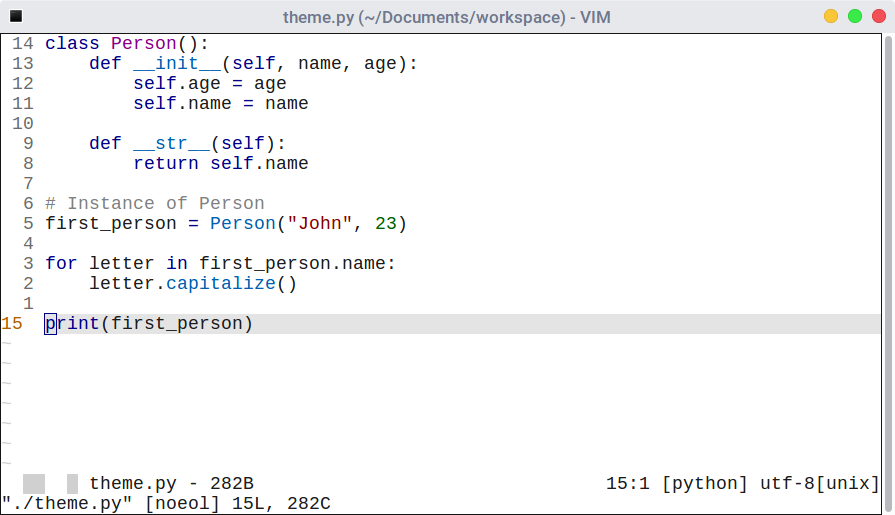 theme.py (~/Documents/workspace) - VIM
14 class Person():
13     def __init__(self, name, age):
12         self.age = age
11         self.name = name
10
 9     def __str__(self):
 8         return self.name
 7
 6 # Instance of Person
 5 first_person = Person("John", 23)
 4
 3 for letter in first_person.name:
 2     letter.capitalize()
 1
15  print(first_person)
~
~
~
~
~
~
~
theme.py - 282B 15:1 [python] utf-8[unix]
"./theme.py" [noeol] 15L, 282C